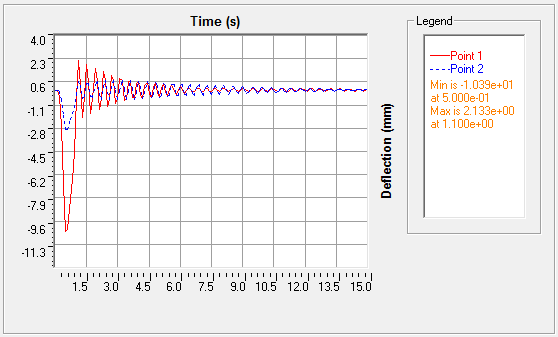 Time (s)
Legend
4.0
2.3
0.6
-1.1
-2.8
-4.5
-6.2
-7.9
-9.6
-11.3
1.5 3.0 4.5 6.0 7.5 9.0 10.5 12.0 13.5 15.0
Deflection (mm)
Point 1
Point 2
Min is -1.039e+01
at 5.000e-01
Max is 2.133e+00
at 1.100e+00